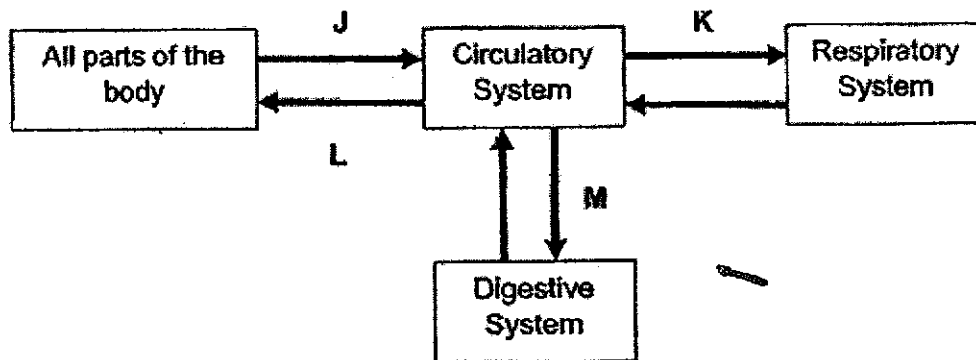 J
K
All parts of the
body
Circulatory
System
Respiratory
System
L
M
Digestive
System